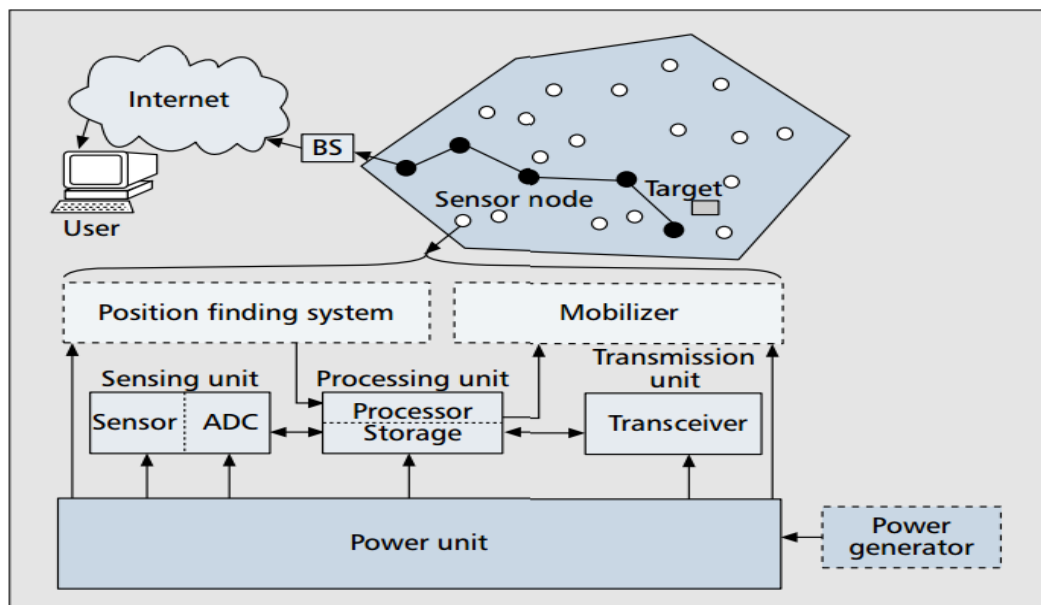 Internet
BS
User
Sensor node
Target
Position finding system
Mobilizer
Sensing unit
Processing unit
Transmission
unit
Sensor
ADC
Processor
Storage
Transceiver
Power unit
Power
generator